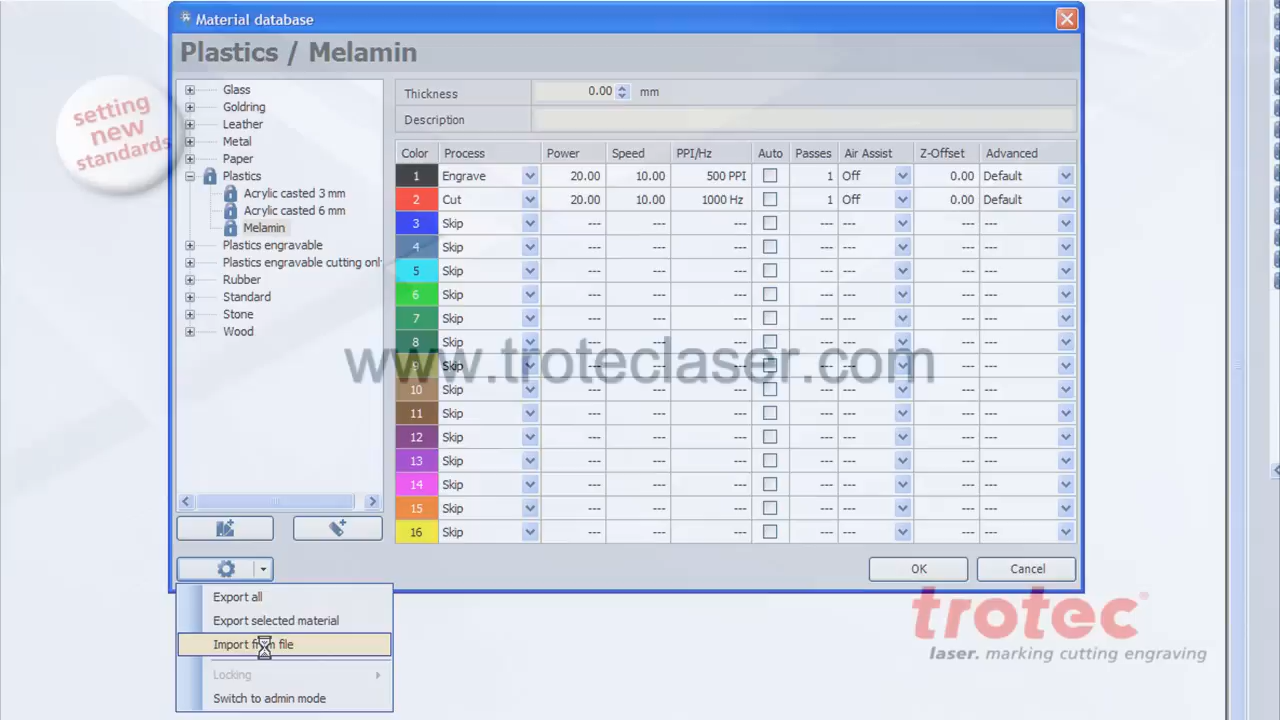 Material database
Plastics / Melamin
setting
new
standards
Glass
Goldring
Leather
Metal
Paper
Plastics
Acrylic casted 3 mm
Acrylic casted 6 mm
Melamin
Plastics engravable
Plastics engravable cutting onl
Rubber
Standard
Stone
Wood
Thickness 0.00 mm
Description
Color Process Power Speed PPI/Hz Auto Passes Air Assist Z-Offset Advanced
1 Engrave 20.00 10.00 500 PPI 1 Off 0.00 Default
2 Cut 20.00 10.00 1000 Hz 1 Off 0.00 Default
3 Skip --- --- --- --- --- --- ---
4 Skip --- --- --- --- --- --- ---
5 Skip --- --- --- --- --- --- ---
6 Skip --- --- --- --- --- --- ---
7 Skip --- --- --- --- --- --- ---
8 Skip --- --- --- --- --- --- ---
www.troteclaser.com
9 Skip --- --- --- --- --- --- ---
10 Skip --- --- --- --- --- --- ---
11 Skip --- --- --- --- --- --- ---
12 Skip --- --- --- --- --- --- ---
13 Skip --- --- --- --- --- --- ---
14 Skip --- --- --- --- --- --- ---
15 Skip --- --- --- --- --- --- ---
16 Skip --- --- --- --- --- --- ---
OK Cancel
Export all
Export selected material
Import from file
Locking
Switch to admin mode
trotec®
laser. marking cutting engraving